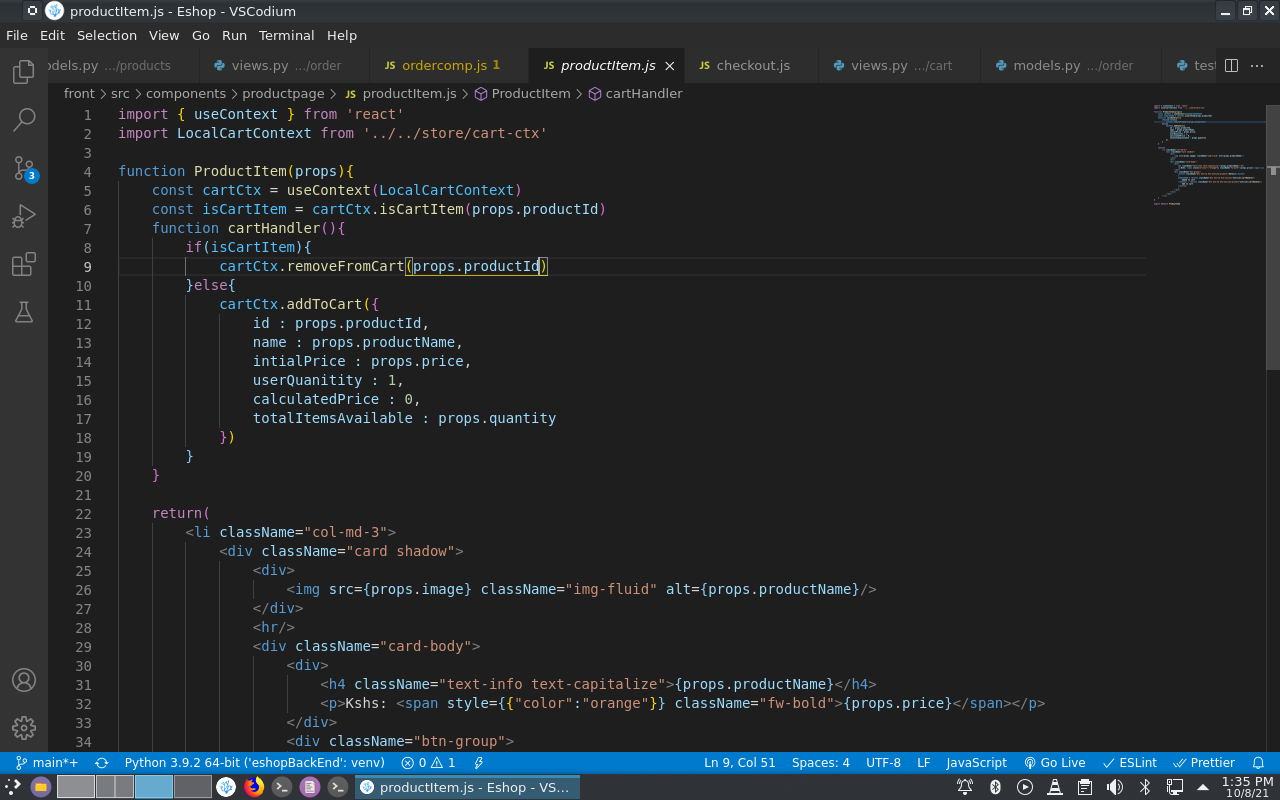 productItem.js - Eshop - VSCodium
File Edit Selection View Go Run Terminal Help
odels.py .../products views.py .../order JS ordercomp.js 1 JS productItem.js JS checkout.js views.py .../cart models.py .../order test
front > src > components > productpage > JS productItem.js > ProductItem > cartHandler
1 import { useContext } from 'react'
2 import LocalCartContext from '../../store/cart-ctx'
3
4 function ProductItem(props){
5 const cartCtx = useContext(LocalCartContext)
6 const isCartItem = cartCtx.isCartItem(props.productId)
7 function cartHandler(){
8 if(isCartItem){
9 cartCtx.removeFromCart(props.productId)
10 }else{
11 cartCtx.addToCart({
12 id : props.productId,
13 name : props.productName,
14 intialPrice : props.price,
15 userQuanitity : 1,
16 calculatedPrice : 0,
17 totalItemsAvailable : props.quantity
18 })
19 }
20 }
21
22 return(
23 <li className="col-md-3">
24 <div className="card shadow">
25 <div>
26 <img src={props.image} className="img-fluid" alt={props.productName}/>
27 </div>
28 <hr/>
29 <div className="card-body">
30 <div>
31 <h4 className="text-info text-capitalize">{props.productName}</h4>
32 <p>Kshs: <span style={{"color":"orange"}} className="fw-bold">{props.price}</span></p>
33 </div>
34 <div className="btn-group">
3
main*+ Python 3.9.2 64-bit ('eshopBackEnd': venv) 0 1 Ln 9, Col 51 Spaces: 4 UTF-8 LF JavaScript Go Live ESLint Prettier
productItem.js - Eshop - VS... 1:35 PM
10/8/21